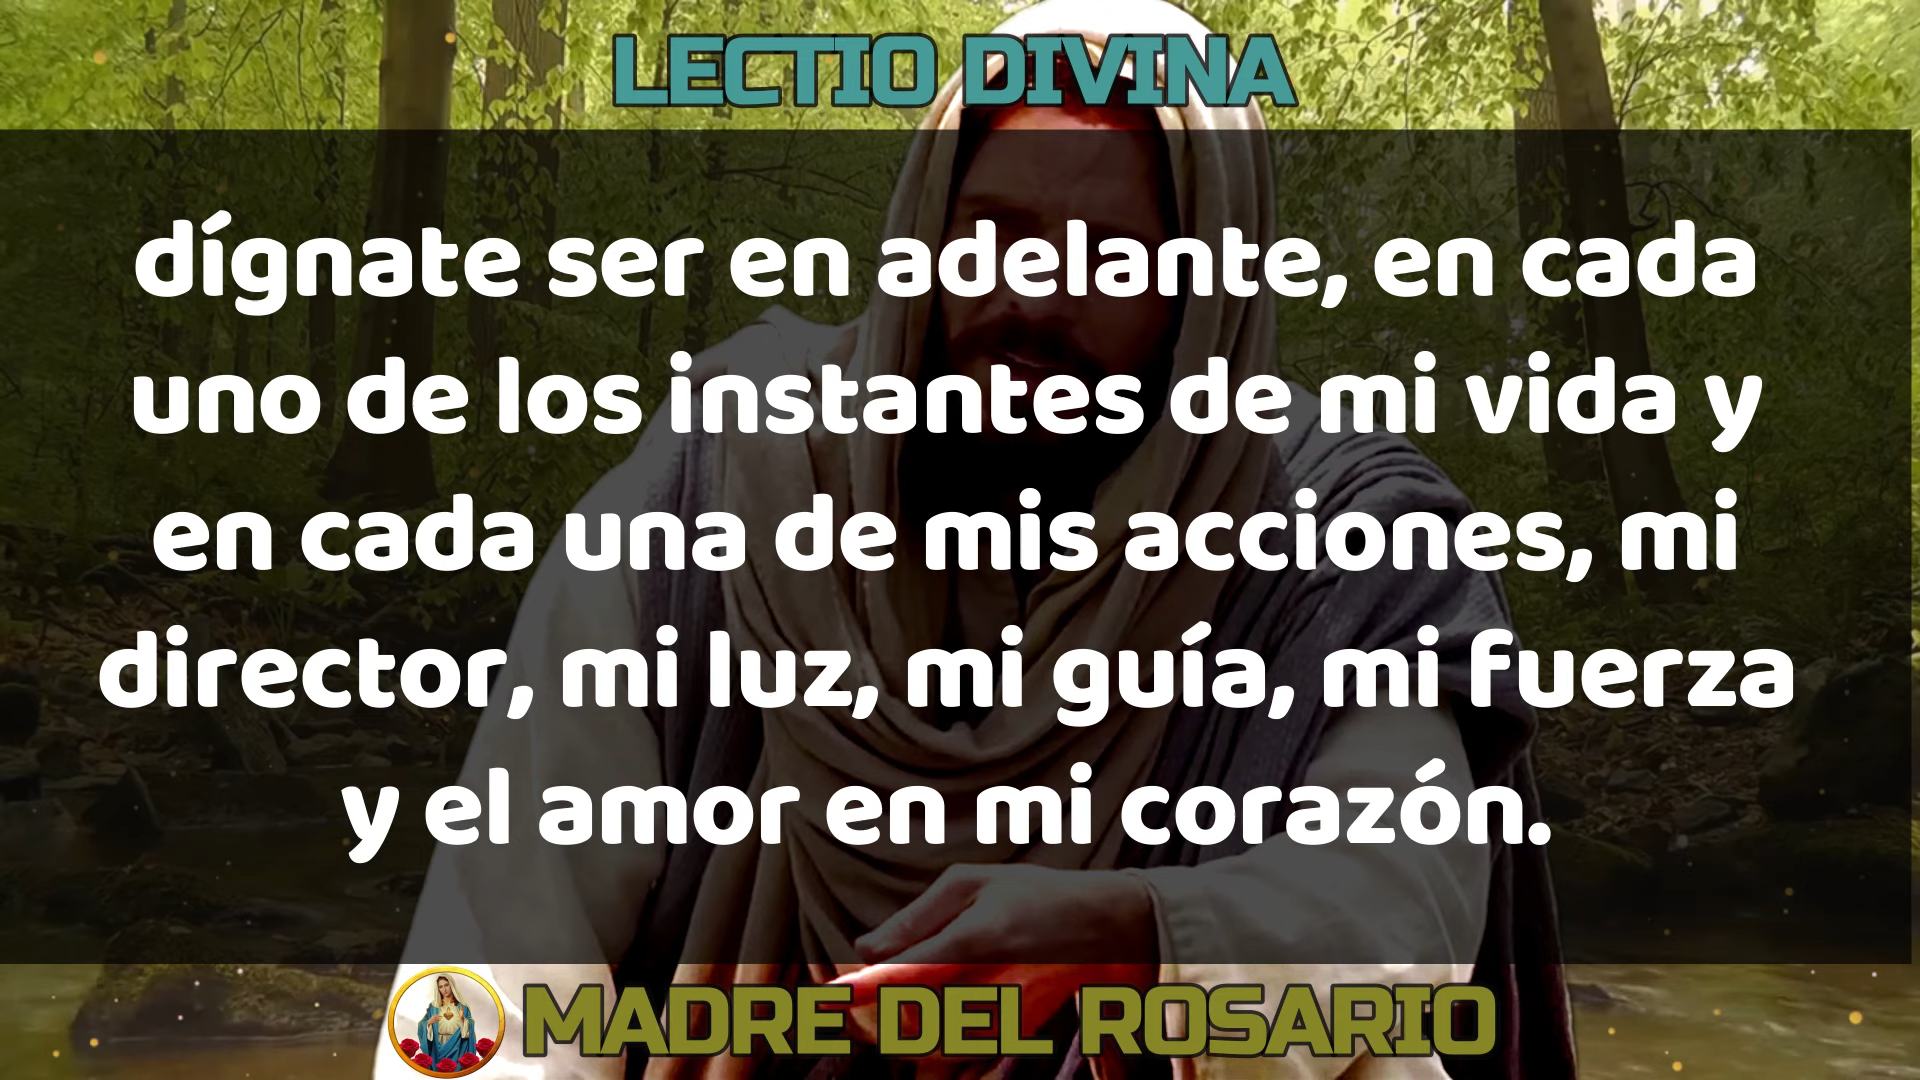 LECTIO DIVINA
dígnate ser en adelante, en cada
uno de los instantes de mi vida y
en cada una de mis acciones, mi
director, mi luz, mi guía, mi fuerza
y el amor en mi corazón.
MADRE DEL ROSARIO